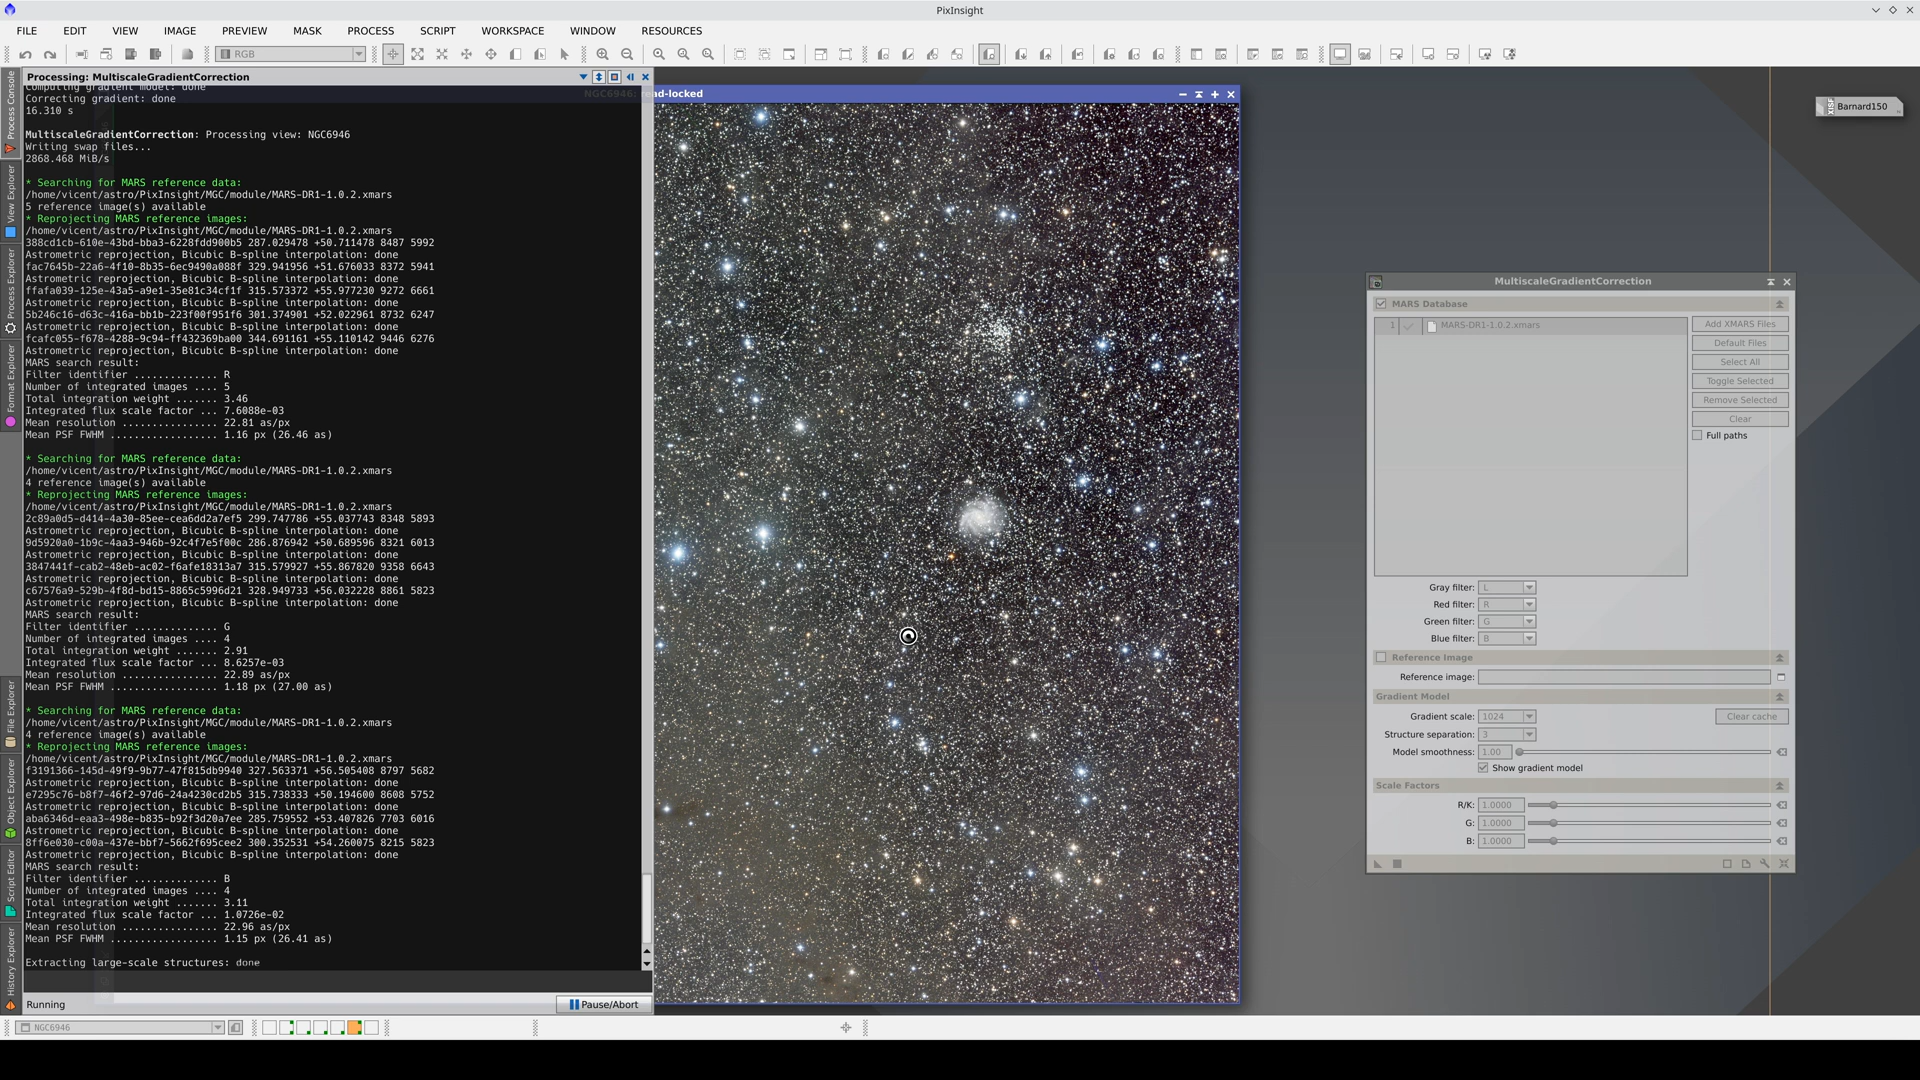 PixInsight
FILE EDIT VIEW IMAGE PREVIEW MASK PROCESS SCRIPT WORKSPACE WINDOW RESOURCES
RGB
Processing: MultiscaleGradientCorrection
Computing gradient model: done
Correcting gradient: done
16.310 s
MultiscaleGradientCorrection: Processing view: NGC6946
Writing swap files...
2868.468 MiB/s
* Searching for MARS reference data:
/home/vicent/astro/PixInsight/MGC/module/MARS-DR1-1.0.2.xmars
5 reference image(s) available
* Reprojecting MARS reference images:
/home/vicent/astro/PixInsight/MGC/module/MARS-DR1-1.0.2.xmars
388cd1cb-610e-43bd-bba3-6228fdd900b5 287.029478 +50.711478 8487 5992
Astrometric reprojection, Bicubic B-spline interpolation: done
fac7645b-22a6-4f10-8b35-6ec9490a088f 329.941956 +51.676033 8372 5941
Astrometric reprojection, Bicubic B-spline interpolation: done
ffafa039-125e-43a5-a9e1-35e81c34cf1f 315.573372 +55.977230 9272 6661
Astrometric reprojection, Bicubic B-spline interpolation: done
5b246c16-d63c-416a-bb1b-223f00f951f6 301.374901 +52.022961 8732 6247
Astrometric reprojection, Bicubic B-spline interpolation: done
fcafc055-f678-4288-9c94-ff432369ba00 344.691161 +55.110142 9446 6276
Astrometric reprojection, Bicubic B-spline interpolation: done
MARS search result:
Filter identifier .............. R
Number of integrated images .... 5
Total integration weight ....... 3.46
Integrated flux scale factor ... 7.6088e-03
Mean resolution ................ 22.81 as/px
Mean PSF FWHM ................. 1.16 px (26.46 as)
* Searching for MARS reference data:
/home/vicent/astro/PixInsight/MGC/module/MARS-DR1-1.0.2.xmars
4 reference image(s) available
* Reprojecting MARS reference images:
/home/vicent/astro/PixInsight/MGC/module/MARS-DR1-1.0.2.xmars
2c89a0d5-d414-4a30-85ee-cea6dd2a7ef5 299.747786 +55.037743 8348 5893
Astrometric reprojection, Bicubic B-spline interpolation: done
9d5920a0-1b9c-4aa3-946b-92c4f7e5f00c 286.876942 +50.689596 8321 6013
Astrometric reprojection, Bicubic B-spline interpolation: done
3847441f-cab2-48eb-ac02-f6afe18313a7 315.579927 +55.867820 9358 6643
Astrometric reprojection, Bicubic B-spline interpolation: done
c67576a9-529b-4f8d-bd15-8865c5996d21 328.949733 +56.032228 8861 5823
Astrometric reprojection, Bicubic B-spline interpolation: done
MARS search result:
Filter identifier .............. G
Number of integrated images .... 4
Total integration weight ....... 2.91
Integrated flux scale factor ... 8.6257e-03
Mean resolution ................ 22.89 as/px
Mean PSF FWHM ................. 1.18 px (27.00 as)
* Searching for MARS reference data:
/home/vicent/astro/PixInsight/MGC/module/MARS-DR1-1.0.2.xmars
4 reference image(s) available
* Reprojecting MARS reference images:
/home/vicent/astro/PixInsight/MGC/module/MARS-DR1-1.0.2.xmars
f3191366-145d-49f9-9b77-47f815db9940 327.563371 +56.505408 8797 5682
Astrometric reprojection, Bicubic B-spline interpolation: done
e7295c76-b8f7-46f2-97d6-24a4230cd2b5 315.738333 +50.194600 8608 5752
Astrometric reprojection, Bicubic B-spline interpolation: done
aba6346d-eaa3-498e-b835-b92f3d20a7ee 285.759552 +53.407826 7703 6016
Astrometric reprojection, Bicubic B-spline interpolation: done
8ff6e030-c00a-437e-bbf7-5662f695cee2 300.352531 +54.260075 8215 5823
Astrometric reprojection, Bicubic B-spline interpolation: done
MARS search result:
Filter identifier .............. B
Number of integrated images .... 4
Total integration weight ....... 3.11
Integrated flux scale factor ... 1.0726e-02
Mean resolution ................ 22.96 as/px
Mean PSF FWHM ................. 1.15 px (26.41 as)
Extracting large-scale structures: done
Running
Pause/Abort
NGC6946
Process Console
View Explorer
Process Explorer
Format Explorer
File Explorer
Object Explorer
Script Editor
History Explorer
NGC6946: read-locked
XISF
Barnard150
MultiscaleGradientCorrection
MARS Database
1 MARS-DR1-1.0.2.xmars
Add XMARS Files
Default Files
Select All
Toggle Selected
Remove Selected
Clear
Full paths
Gray filter: L
Red filter: R
Green filter: G
Blue filter: B
Reference Image
Reference image:
Gradient Model
Gradient scale: 1024
Clear cache
Structure separation: 3
Model smoothness: 1.00
Show gradient model
Scale Factors
R/K: 1.0000
G: 1.0000
B: 1.0000